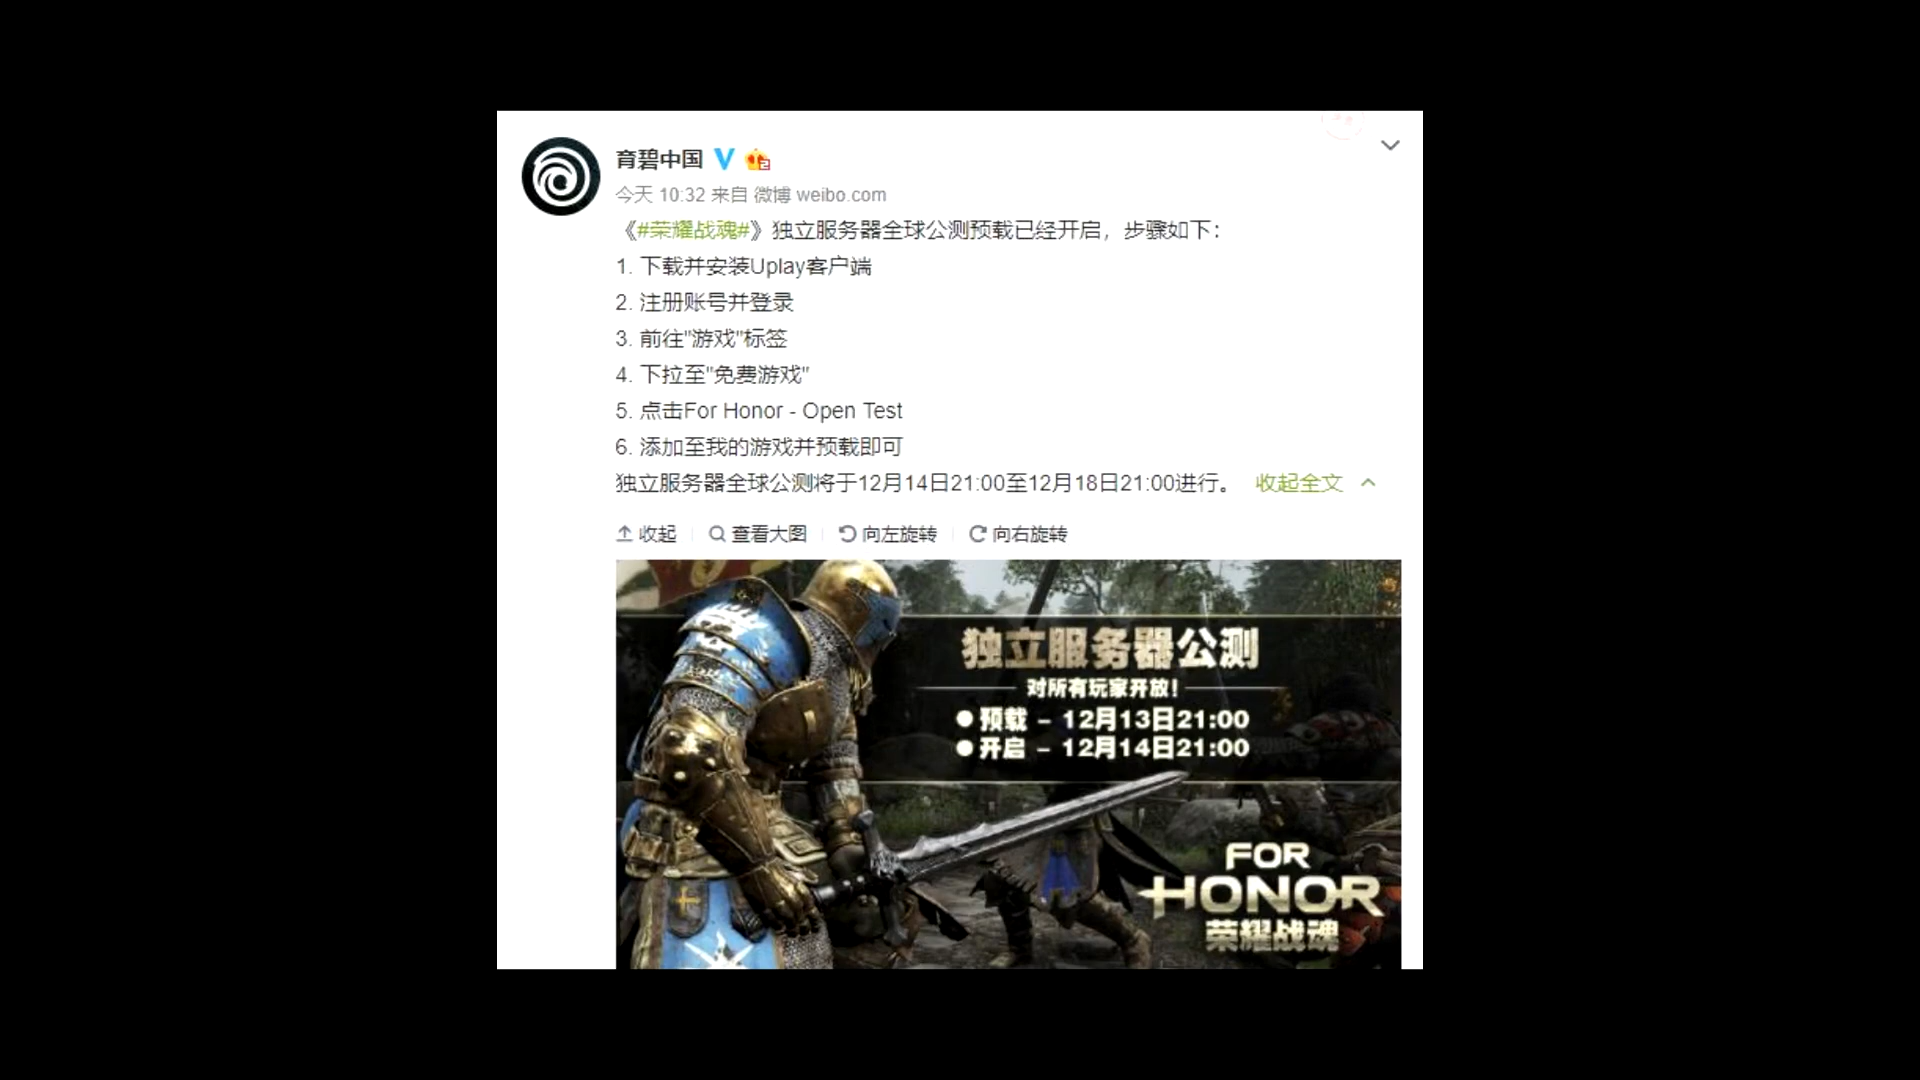 育碧中国
今天 10:32 来自 微博 weibo.com
《#荣耀战魂#》独立服务器全球公测预载已经开启，步骤如下：
1. 下载并安装Uplay客户端
2. 注册账号并登录
3. 前往"游戏"标签
4. 下拉至"免费游戏"
5. 点击For Honor - Open Test
6. 添加至我的游戏并预载即可
独立服务器全球公测将于12月14日21:00至12月18日21:00进行。 收起全文
收起 查看大图 向左旋转 向右旋转
独立服务器公测
对所有玩家开放！
● 预载 – 12月13日21:00
● 开启 – 12月14日21:00
FOR
HONOR
荣耀战魂